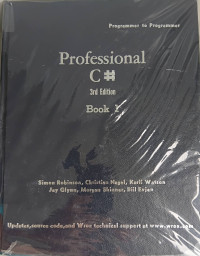 Programmer to Programmer
Professional
C#
3rd Edition
Book 1
Simon Robinson, Christian Nagel, Karli Watson
Jay Glynn, Morgan Skinner, Bill Evjen
Updates,source code,and Wrox technical support at www.wrox.com